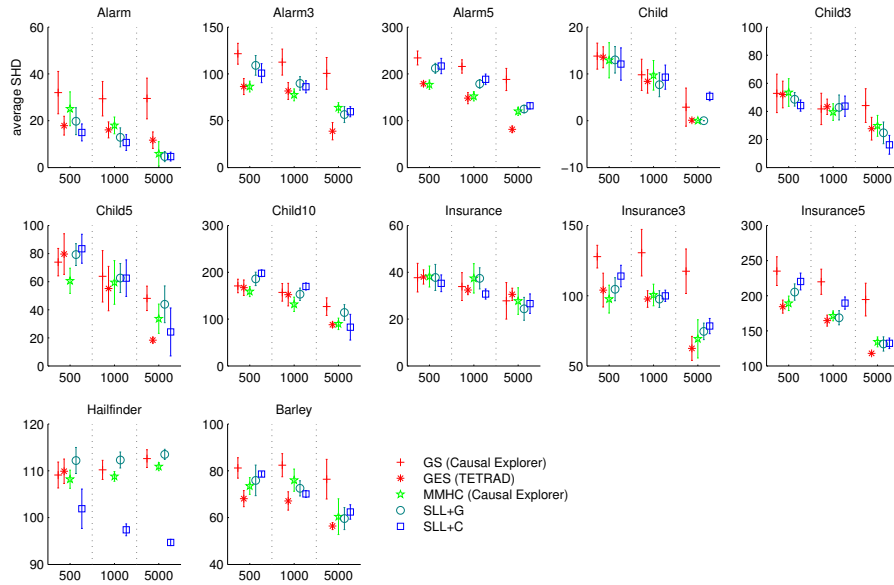 Alarm
Alarm3
Alarm5
Child
Child3
average SHD
60
40
20
0
500 1000 5000
150
100
50
0
500 1000 5000
300
200
100
0
500 1000 5000
20
10
0
−10
500 1000 5000
100
80
60
40
20
0
500 1000 5000
Child5
Child10
Insurance
Insurance3
Insurance5
100
80
60
40
20
0
500 1000 5000
300
200
100
0
500 1000 5000
60
40
20
0
500 1000 5000
150
100
50
500 1000 5000
300
250
200
150
100
500 1000 5000
Hailfinder
Barley
120
110
100
90
500 1000 5000
100
80
60
40
500 1000 5000
GS (Causal Explorer)
GES (TETRAD)
MMHC (Causal Explorer)
SLL+G
SLL+C